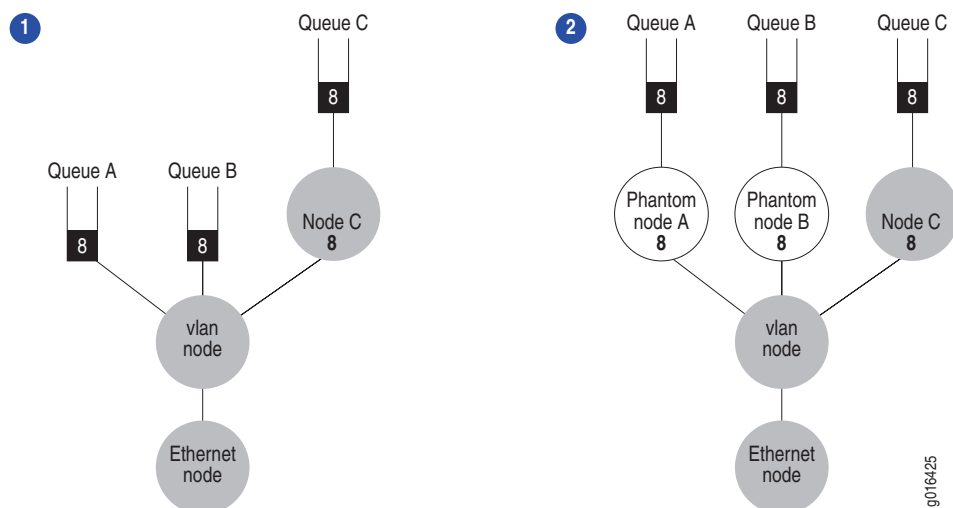 1
Queue C
8
Queue A
Queue B
8
8
Node C
8
vlan
node
Ethernet
node
2
Queue A
Queue B
Queue C
8
8
8
Phantom
node A
8
Phantom
node B
8
Node C
8
vlan
node
Ethernet
node
g016425